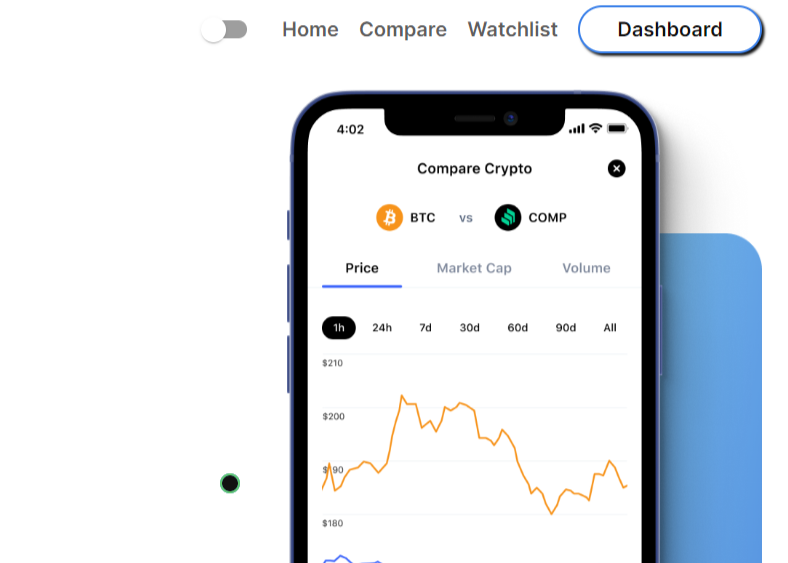 Home Compare Watchlist Dashboard
4:02
Compare Crypto
BTC vs COMP
Price Market Cap Volume
1h 24h 7d 30d 60d 90d All
$210
$200
$190
$180